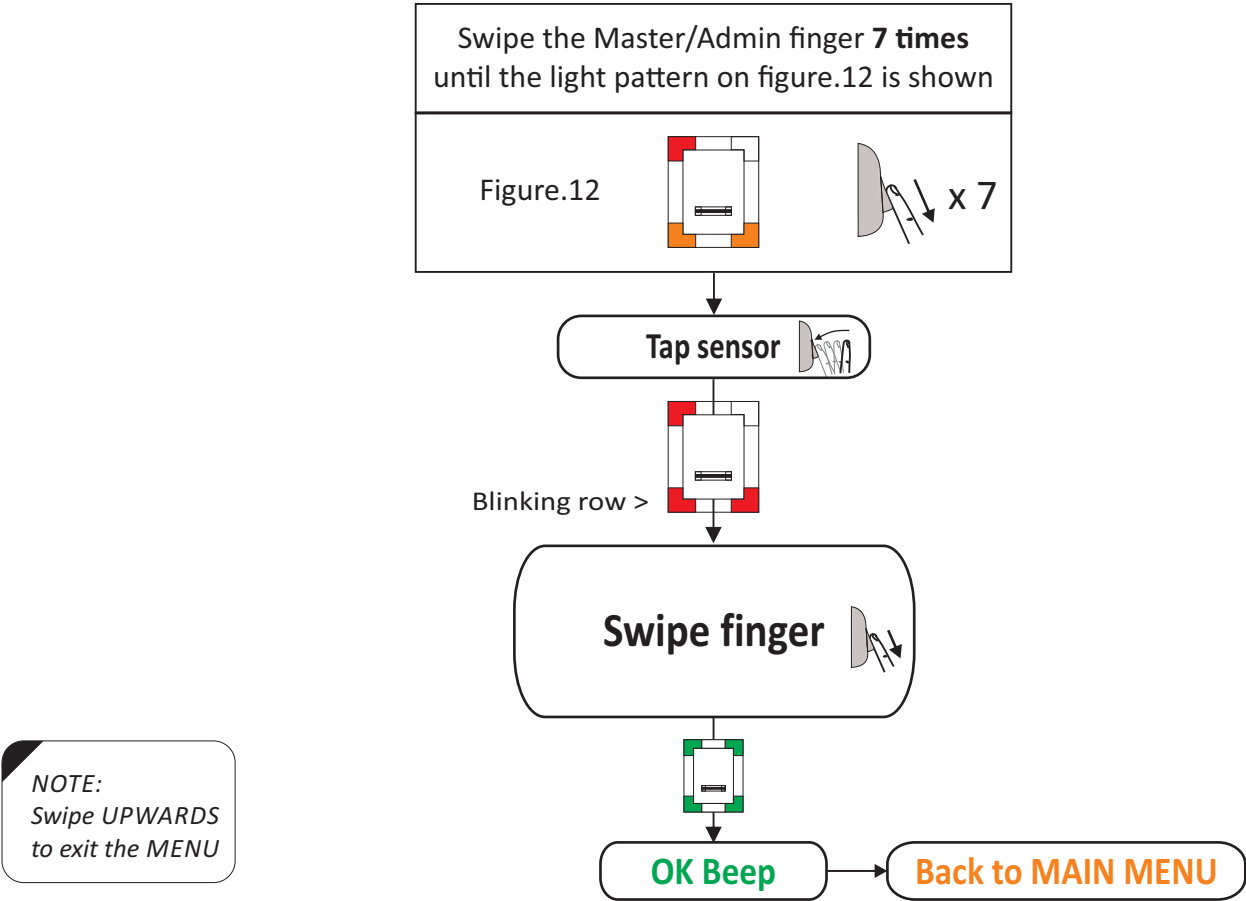 Swipe the Master/Admin finger 7 times
until the light pattern on figure.12 is shown
Figure.12
x 7
Tap sensor
Blinking row >
Swipe finger
NOTE:
Swipe UPWARDS
to exit the MENU
OK Beep
Back to MAIN MENU